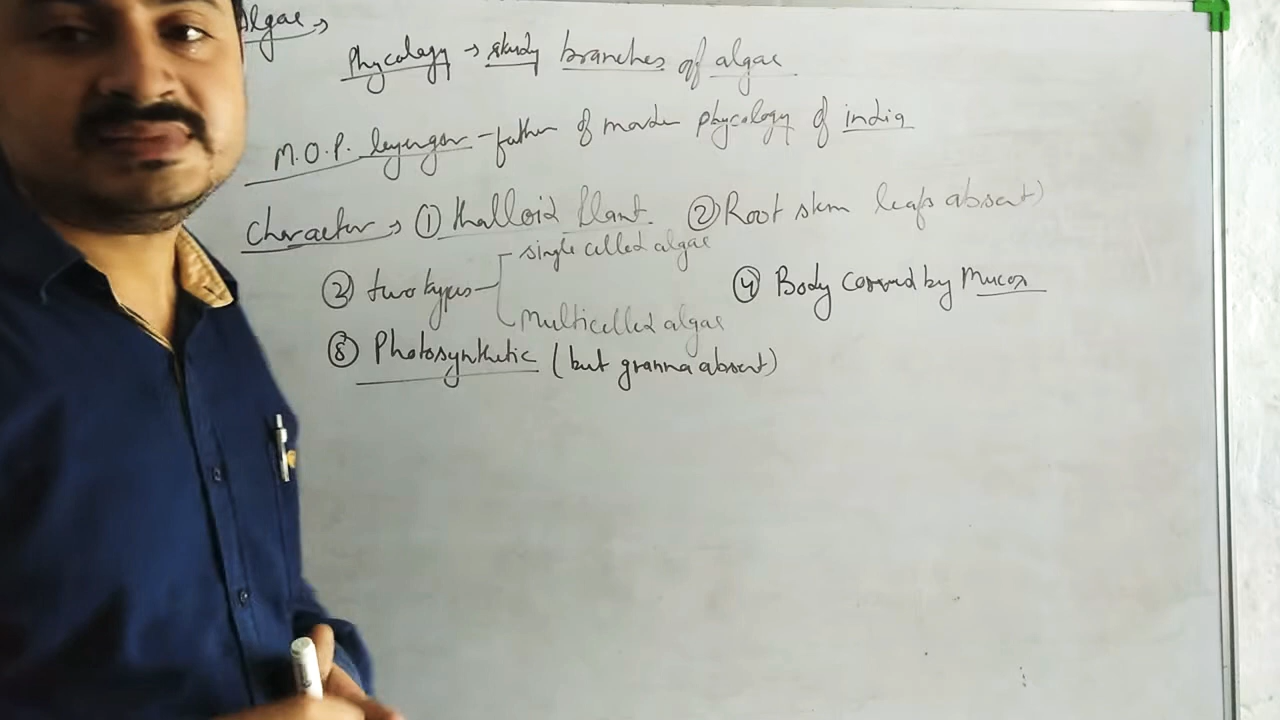 Algae →
Phycology → study branches of algae
M.O.P. Iyengar - father of modern phycology of india
Character → ① thalloid Plant. ② Root stem leafs absent)
single celled algae
③ two types
④ Body covered by Mucos
Multicelled algae
⑤ Photosynthetic (but granna absent)